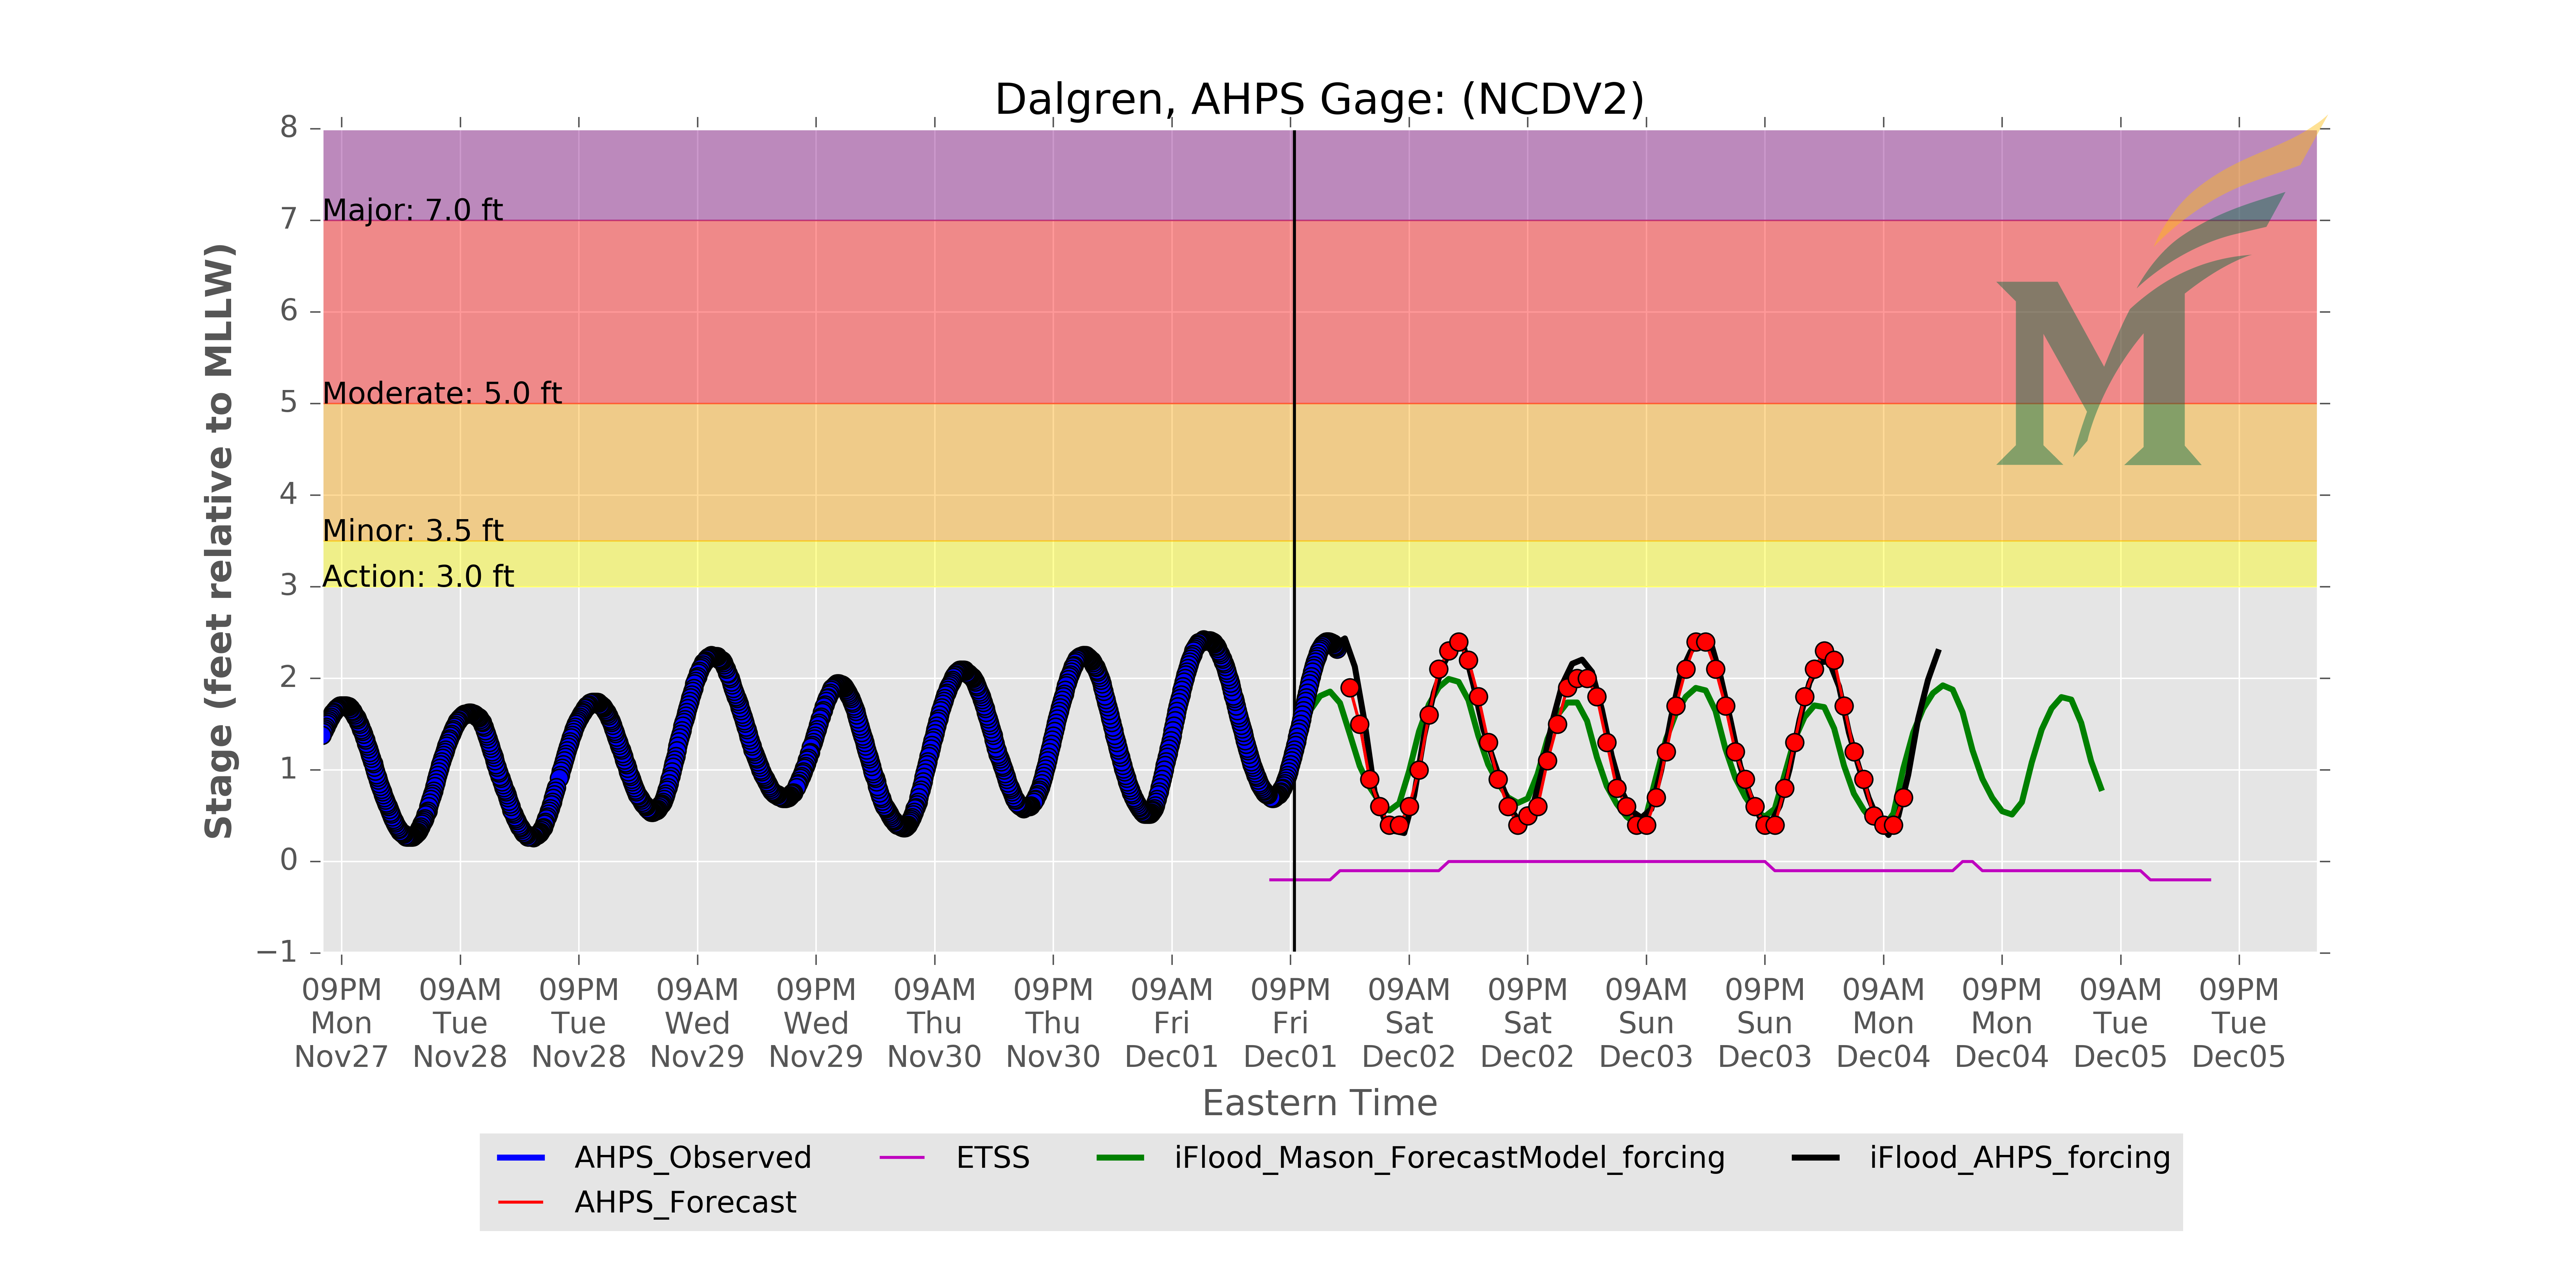 Dalgren, AHPS Gage: (NCDV2)
8
7
6
5
4
3
2
1
0
−1
Stage (feet relative to MLLW)
Major: 7.0 ft
Moderate: 5.0 ft
Minor: 3.5 ft
Action: 3.0 ft
M
09PM 09AM 09PM 09AM 09PM 09AM 09PM 09AM 09PM 09AM 09PM 09AM 09PM 09AM 09PM 09AM 09PM
Mon Tue Tue Wed Wed Thu Thu Fri Fri Sat Sat Sun Sun Mon Mon Tue Tue
Nov27 Nov28 Nov28 Nov29 Nov29 Nov30 Nov30 Dec01 Dec01 Dec02 Dec02 Dec03 Dec03 Dec04 Dec04 Dec05 Dec05
Eastern Time
AHPS_Observed ETSS iFlood_Mason_ForecastModel_forcing iFlood_AHPS_forcing
AHPS_Forecast